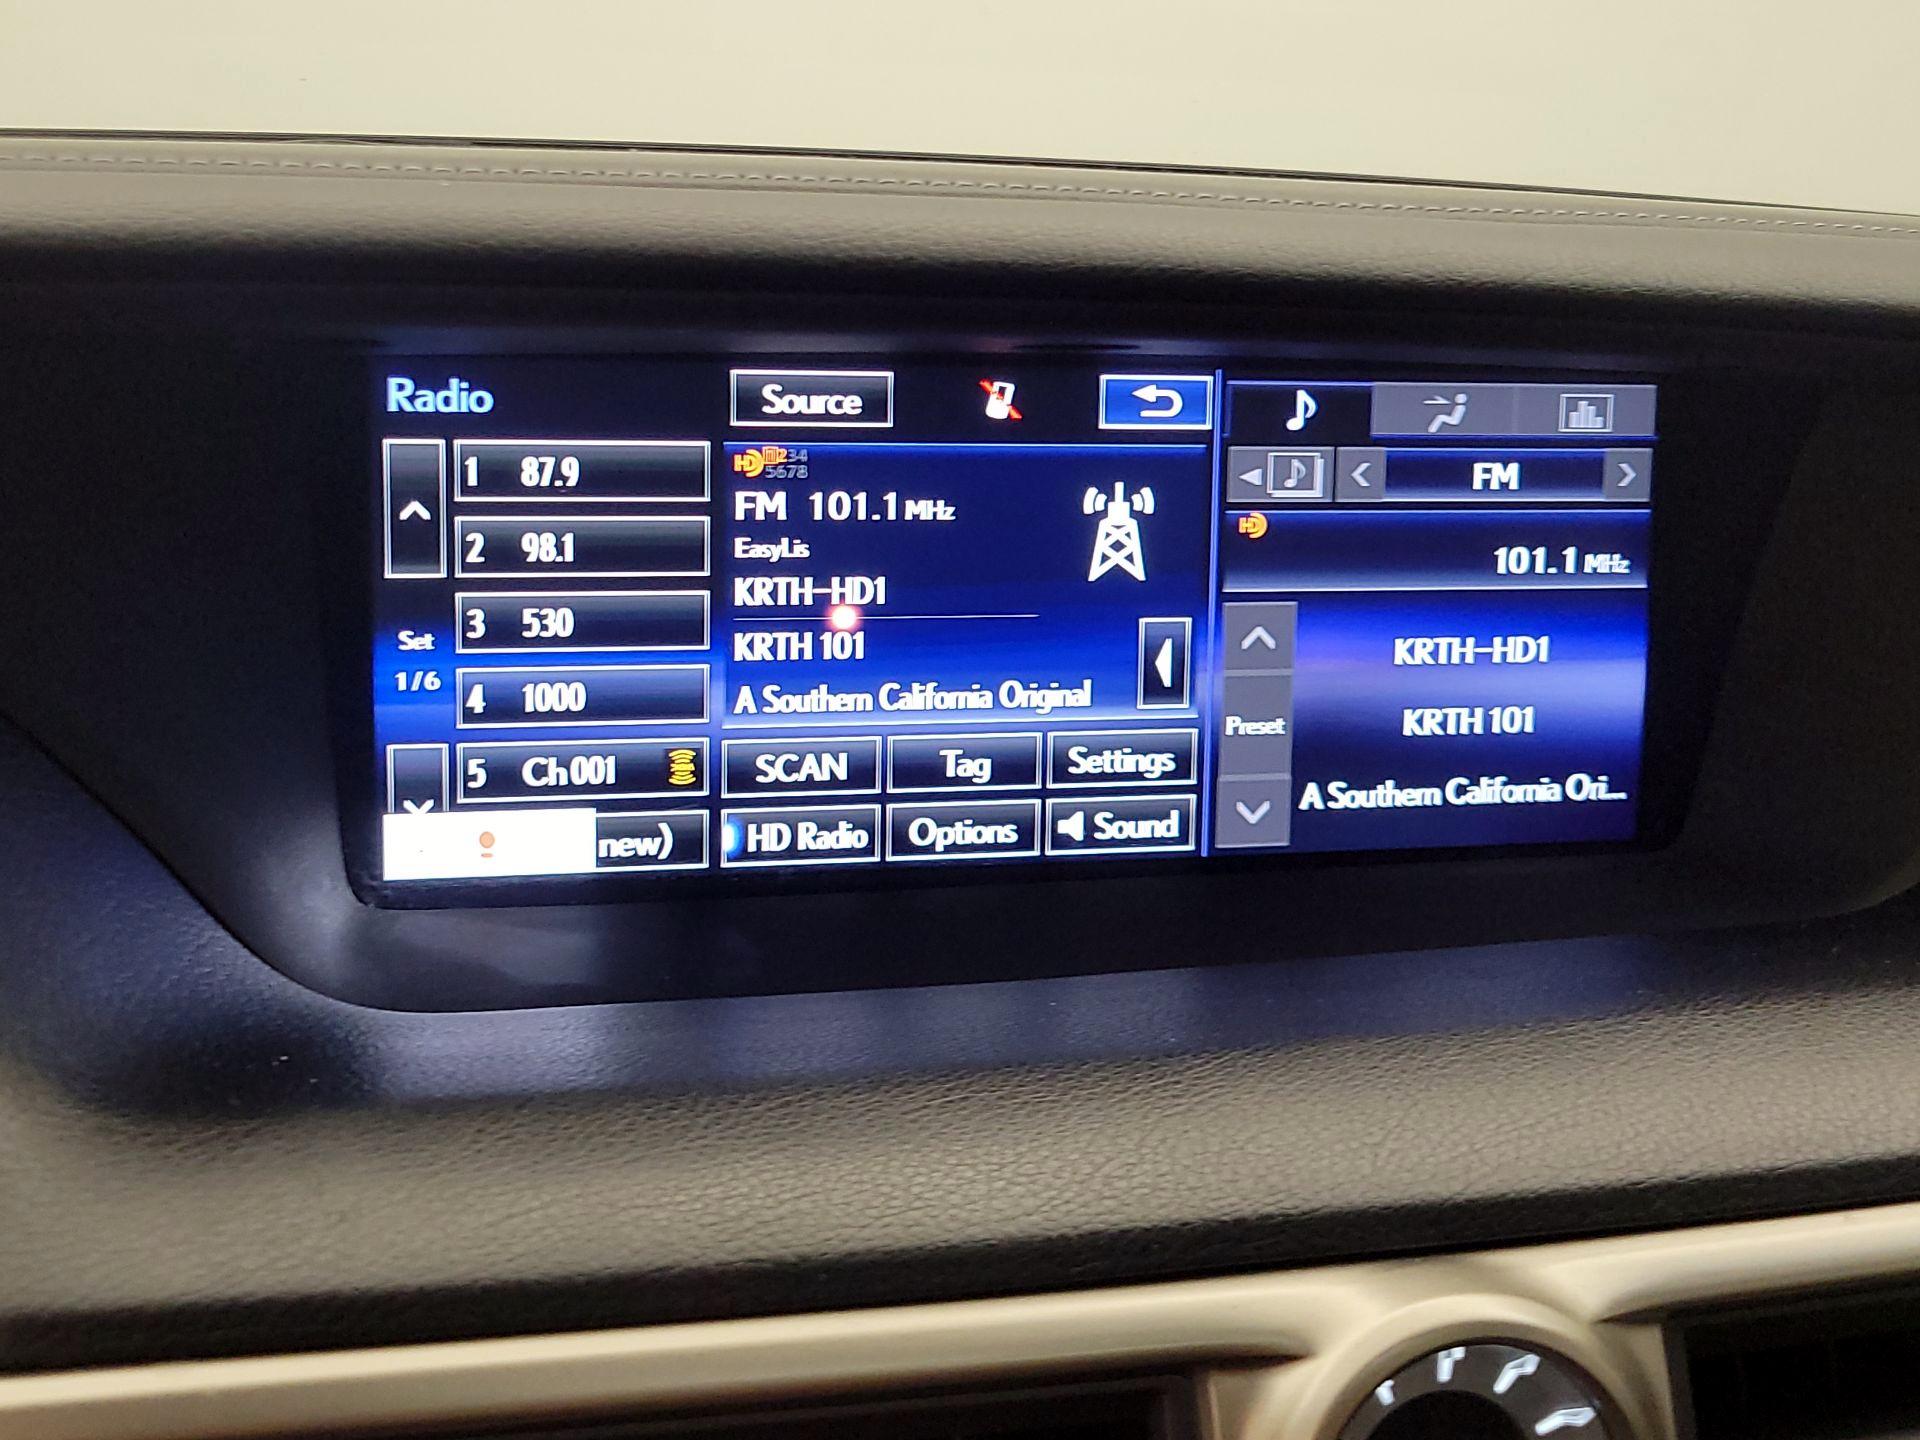 Radio
Source
1 87.9
2 98.1
3 530
4 1000
5 Ch001
new)
Set
1/6
HD 1234
5678
FM 101.1 MHz
EasyLis
KRTH-HD1
KRTH 101
A Southern California Original
SCAN Tag Settings
HD Radio Options Sound
FM
HD
101.1 MHz
Preset
KRTH-HD1
KRTH 101
A Southern California Ori...